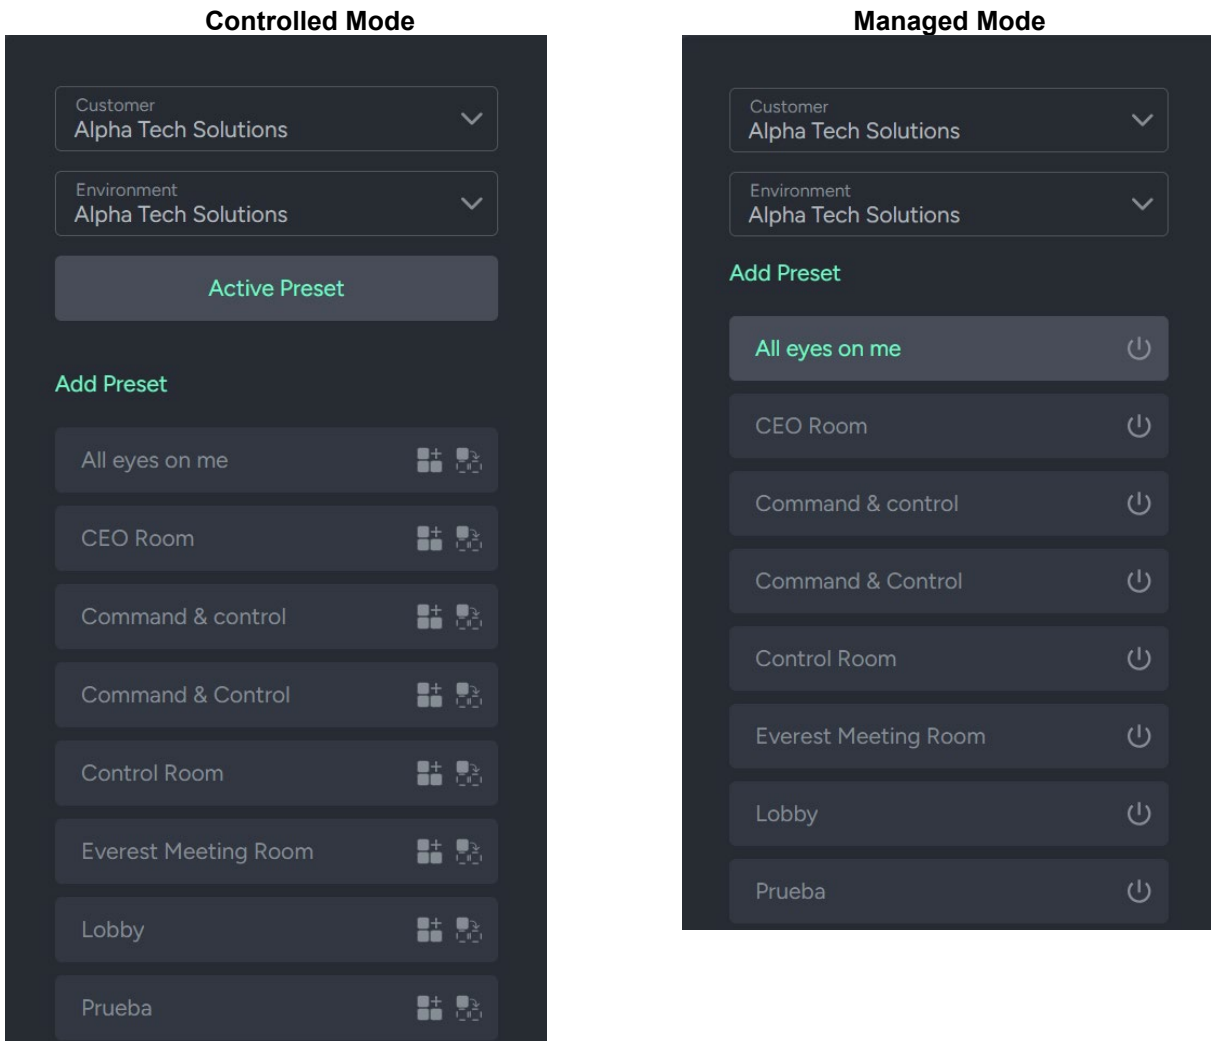 Controlled Mode
Customer
Alpha Tech Solutions
Environment
Alpha Tech Solutions
Active Preset
Add Preset
All eyes on me
CEO Room
Command & control
Command & Control
Control Room
Everest Meeting Room
Lobby
Prueba
Managed Mode
Customer
Alpha Tech Solutions
Environment
Alpha Tech Solutions
Add Preset
All eyes on me
CEO Room
Command & control
Command & Control
Control Room
Everest Meeting Room
Lobby
Prueba